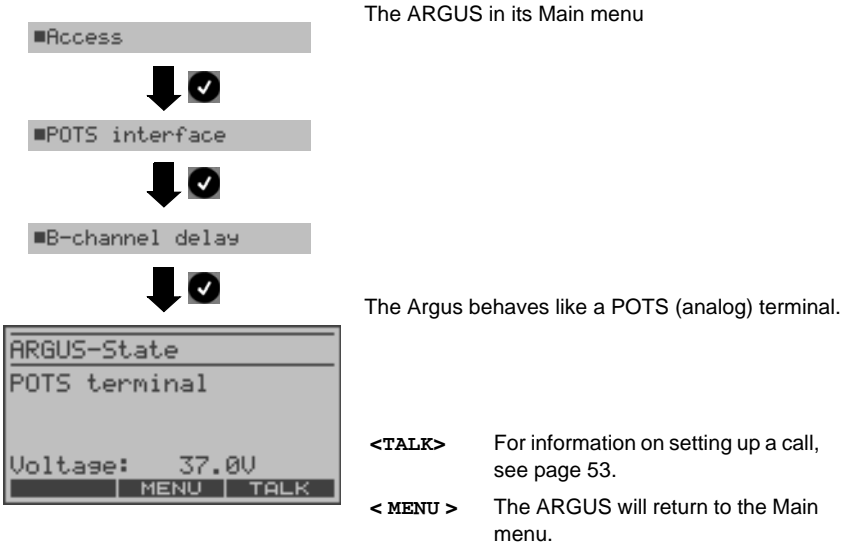 The ARGUS in its Main menu
■Access
■POTS interface
■B-channel delay
The Argus behaves like a POTS (analog) terminal.
ARGUS-State
POTS terminal
Voltage: 37.0V
MENU TALK
<TALK> For information on setting up a call,
see page 53.
< MENU > The ARGUS will return to the Main
menu.